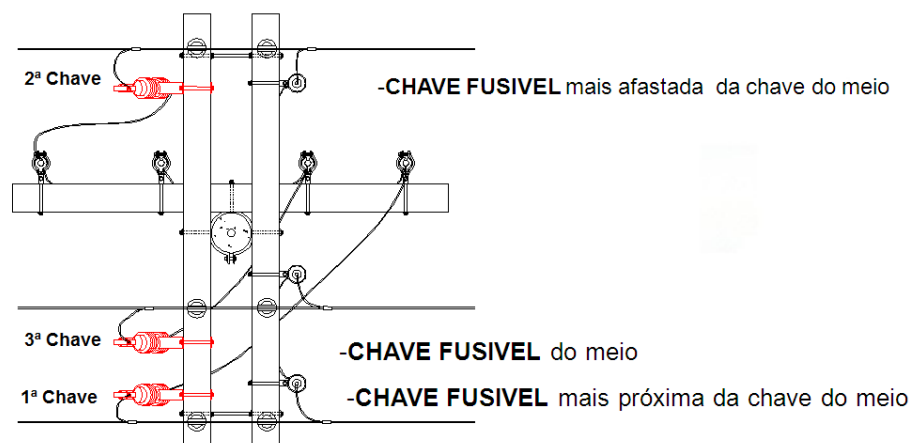 2ª Chave
-CHAVE FUSIVEL mais afastada da chave do meio
3ª Chave
-CHAVE FUSIVEL do meio
1ª Chave
-CHAVE FUSIVEL mais próxima da chave do meio